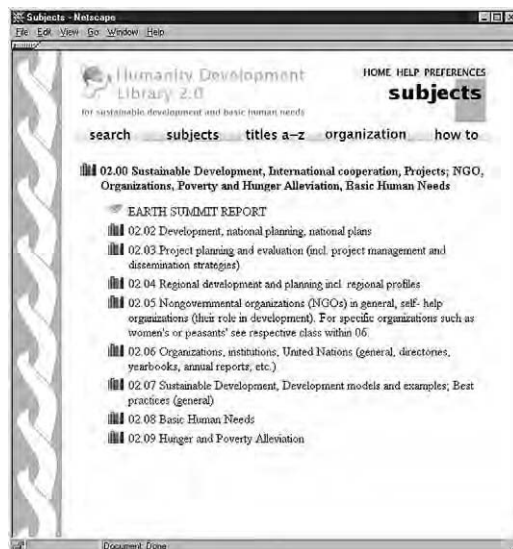 Subjects - Netscape
File Edit View Go Window Help
Humanity Development
Library 2.0
for sustainable development and basic human needs
HOME HELP PREFERENCES
subjects
search subjects titles a-z organization how to
02.00 Sustainable Development, International cooperation, Projects; NGO,
Organizations, Poverty and Hunger Alleviation, Basic Human Needs
EARTH SUMMIT REPORT
02.02 Development, national planning, national plans
02.03 Project planning and evaluation (incl. project management and
dissemination strategies)
02.04 Regional development and planning incl. regional profiles
02.05 Nongovernmental organizations (NGOs) in general, self- help
organizations (their role in development). For specific organizations such as
women's or peasants' see respective class within 06.
02.06 Organizations, institutions, United Nations (general, directories,
yearbooks, annual reports, etc.)
02.07 Sustainable Development, Development models and examples; Best
practices (general)
02.08 Basic Human Needs
02.09 Hunger and Poverty Alleviation
Document: Done